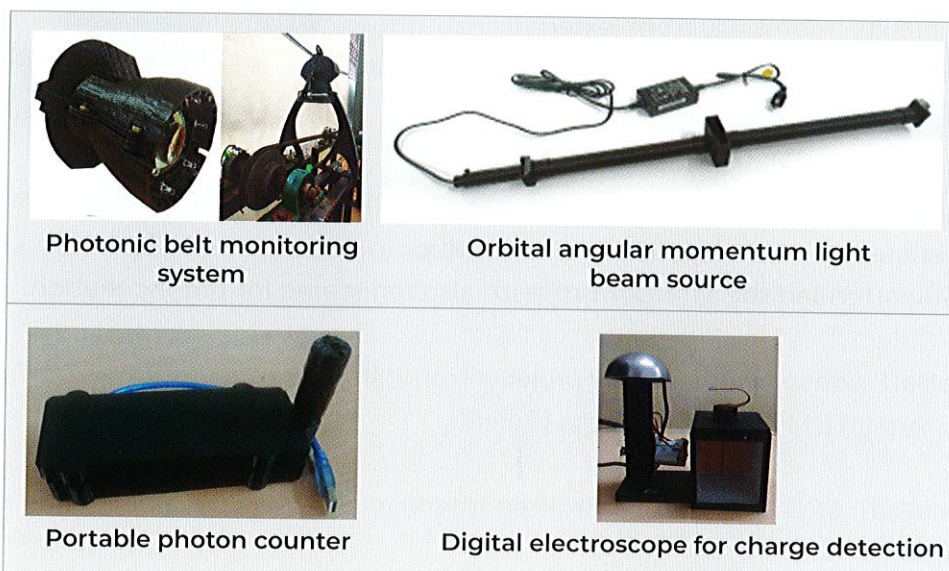 Photonic belt monitoring
system
Orbital angular momentum light
beam source
Portable photon counter
Digital electroscope for charge detection